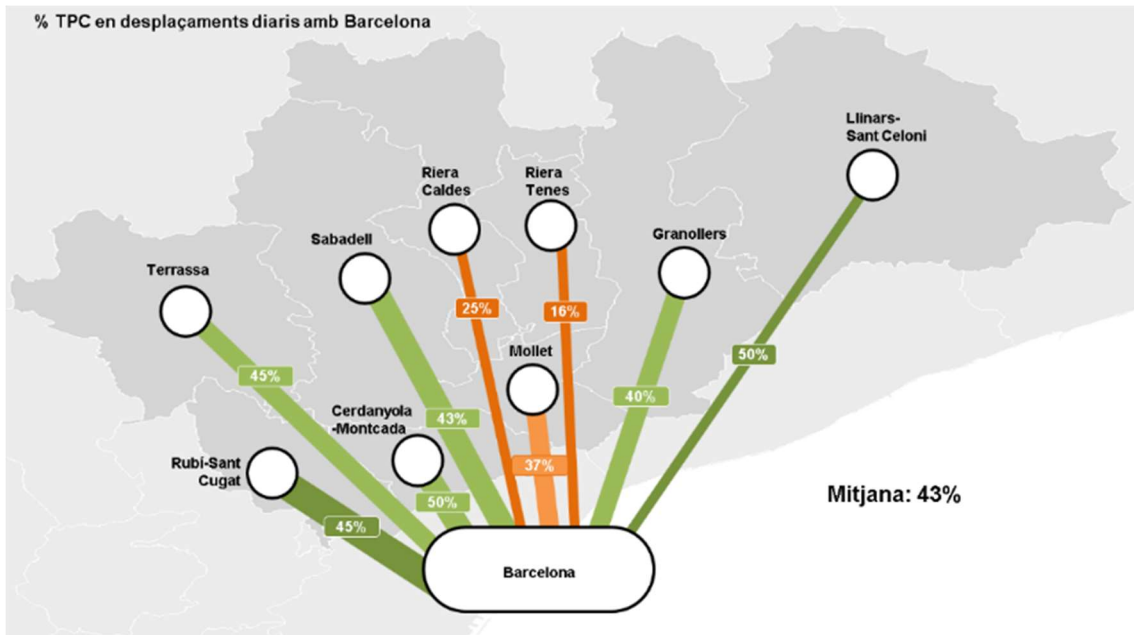 % TPC en desplaçaments diaris amb Barcelona
Llinars-
Sant Celoni
Riera
Caldes
Riera
Tenes
Sabadell
Granollers
Terrassa
25%
16%
Mollet
50%
45%
40%
Cerdanyola
-Montcada
43%
Rubí-Sant
Cugat
37%
50%
Mitjana: 43%
45%
Barcelona